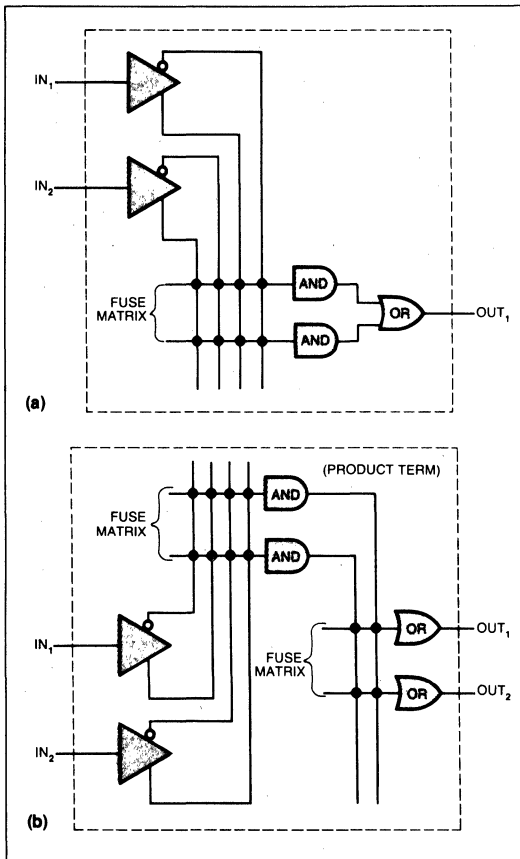 IN₁
IN₂
FUSE
MATRIX
AND
AND
OR
OUT₁
(a)
(PRODUCT TERM)
FUSE
MATRIX
AND
AND
IN₁
FUSE
MATRIX
OR
OUT₁
OR
OUT₂
IN₂
(b)